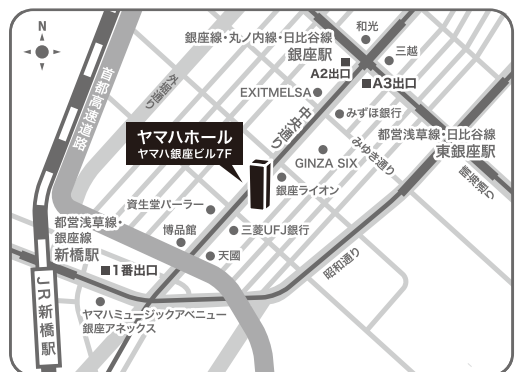 N
銀座線・丸ノ内線・日比谷線
銀座駅
和光
三越
A2出口
A3出口
首都高速道路
外堀通り
EXITMELSA
中央通り
みずほ銀行
都営浅草線・日比谷線
東銀座駅
ヤマハホール
ヤマハ銀座ビル7F
GINZA SIX
みゆき通り
銀座ライオン
晴海通り
資生堂パーラー
都営浅草線・
銀座線
新橋駅
博品館
三菱UFJ銀行
天國
昭和通り
1番出口
JR新橋駅
ヤマハミュージックアベニュー
銀座アネックス